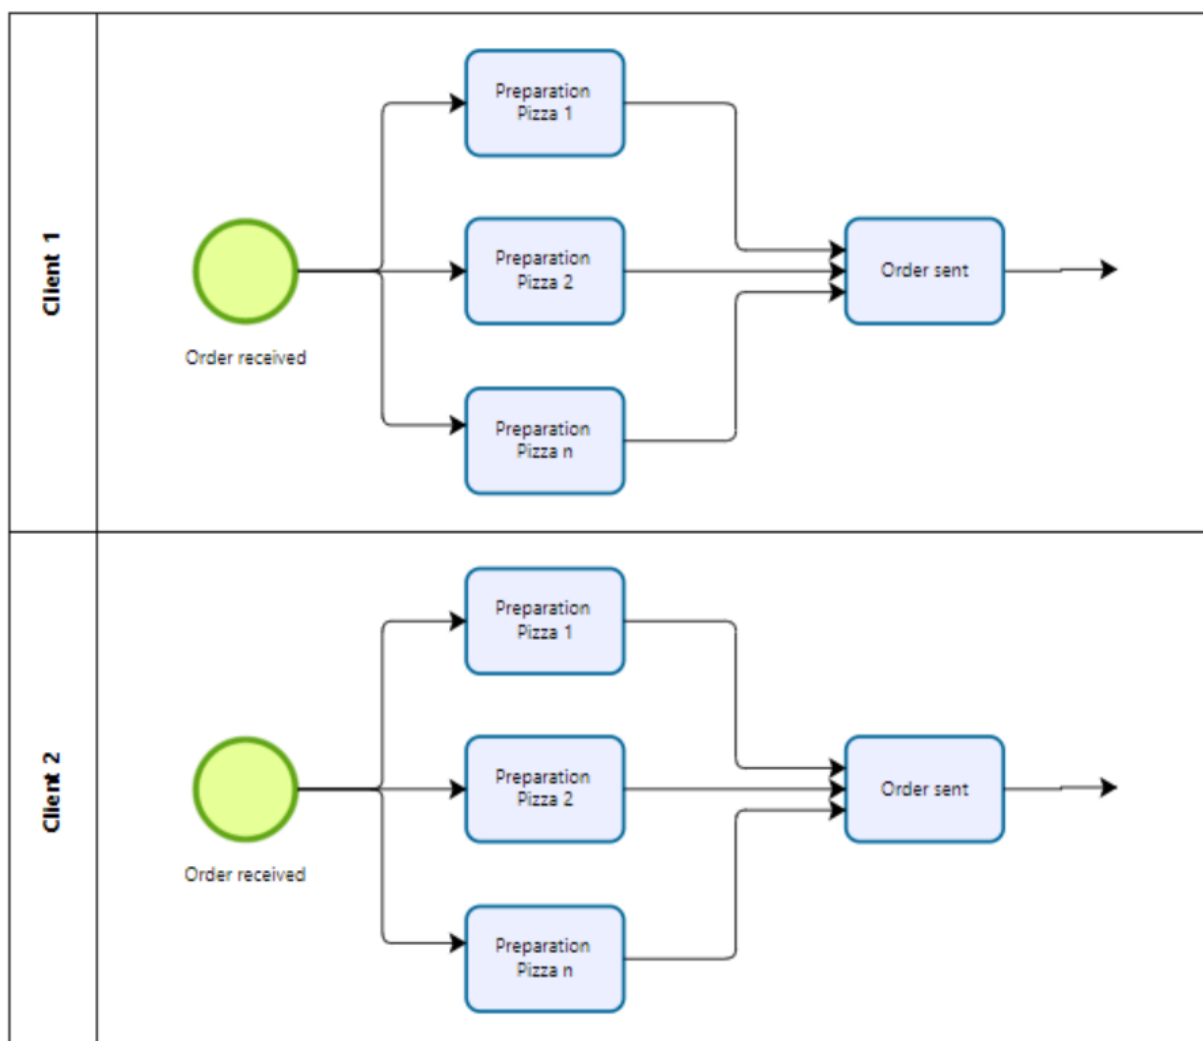 Client 1
Preparation
Pizza 1
Preparation
Pizza 2
Order sent
Order received
Preparation
Pizza n
Client 2
Preparation
Pizza 1
Preparation
Pizza 2
Order sent
Order received
Preparation
Pizza n